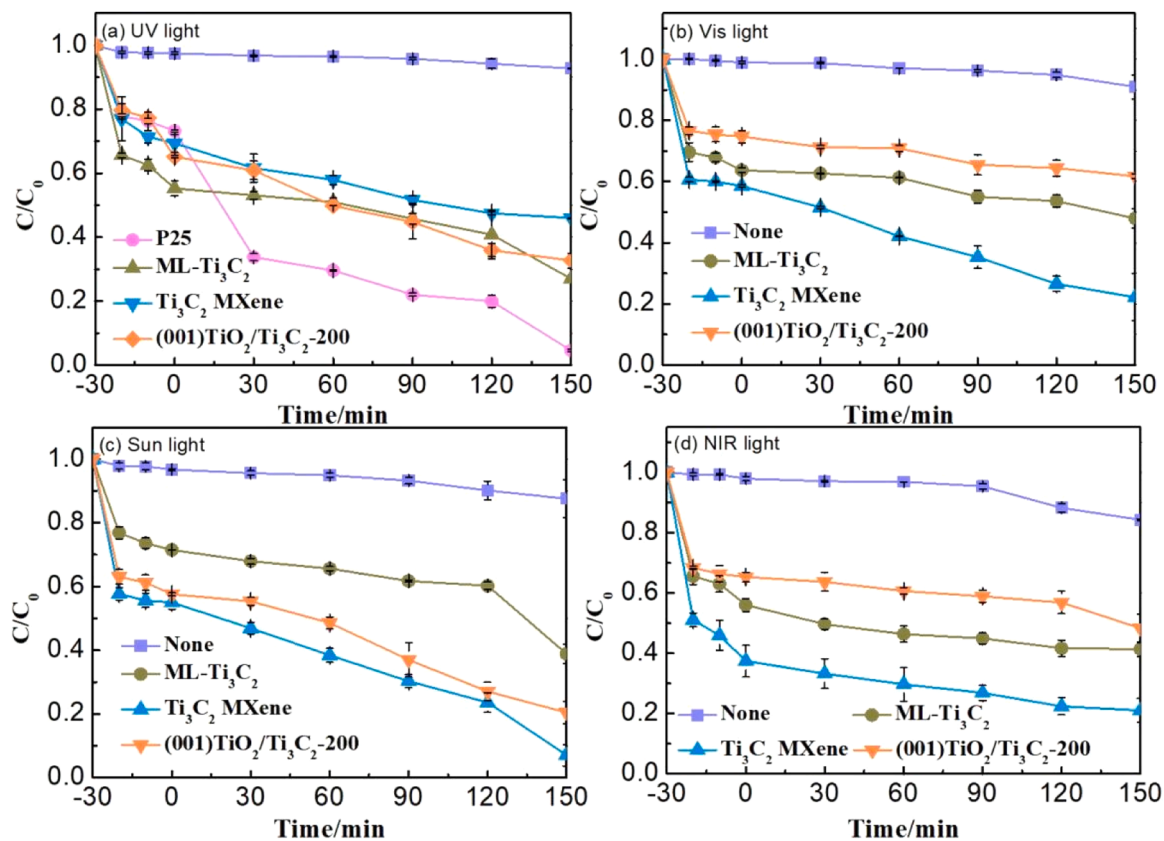 (a) UV light
C/C₀
1.0
0.8
0.6
0.4
0.2
0.0
P25
ML-Ti₃C₂
Ti₃C₂ MXene
(001)TiO₂/Ti₃C₂-200
-30 0 30 60 90 120 150
Time/min
(b) Vis light
C/C₀
1.0
0.8
0.6
0.4
0.2
0.0
None
ML-Ti₃C₂
Ti₃C₂ MXene
(001)TiO₂/Ti₃C₂-200
-30 0 30 60 90 120 150
Time/min
(c) Sun light
C/C₀
1.0
0.8
0.6
0.4
0.2
0.0
None
ML-Ti₃C₂
Ti₃C₂ MXene
(001)TiO₂/Ti₃C₂-200
-30 0 30 60 90 120 150
Time/min
(d) NIR light
C/C₀
1.0
0.8
0.6
0.4
0.2
0.0
None ML-Ti₃C₂
Ti₃C₂ MXene (001)TiO₂/Ti₃C₂-200
-30 0 30 60 90 120 150
Time/min